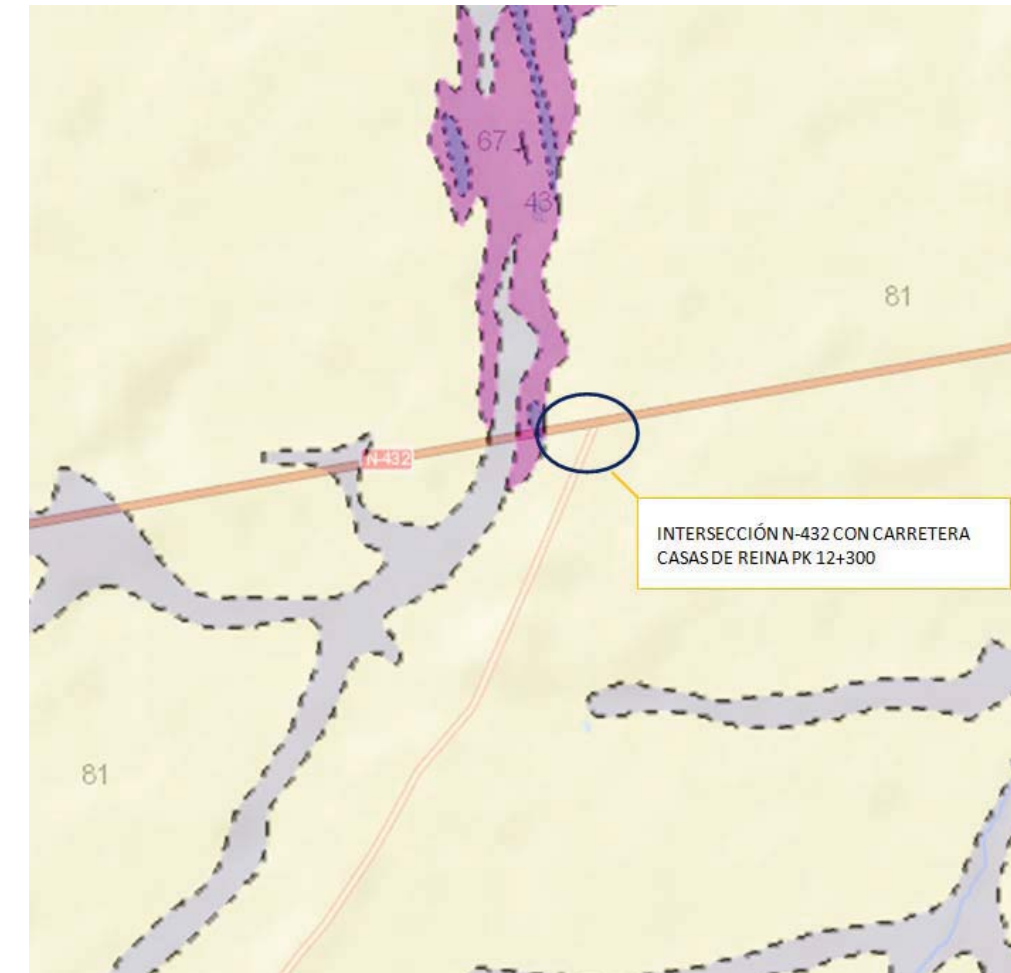 67
43
81
N-432
INTERSECCIÓN N-432 CON CARRETERA
CASAS DE REINA PK 12+300
81